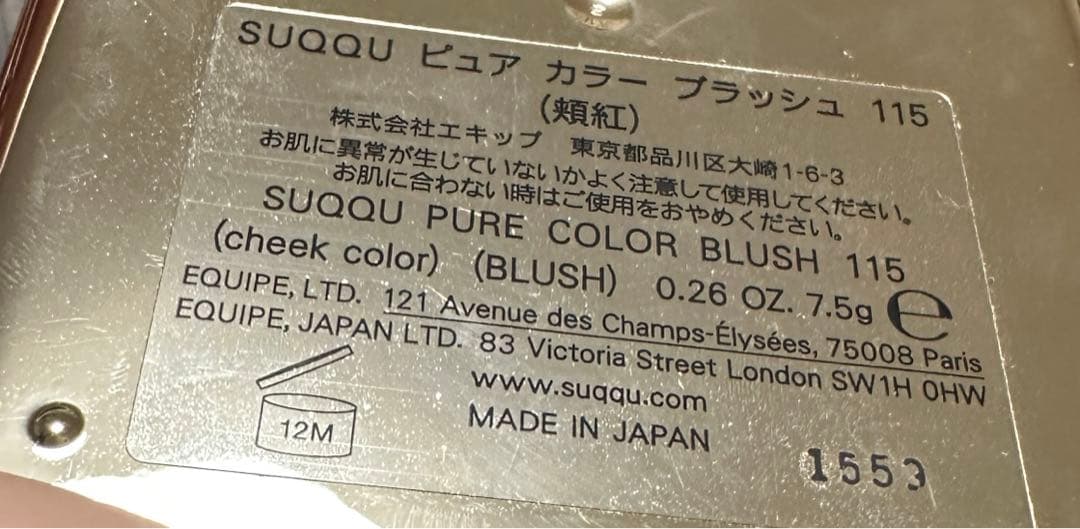 SUQQU ピュア カラー ブラッシュ 115
(頬紅)
株式会社エキップ 東京都品川区大崎1-6-3
お肌に異常が生じていないかよく注意して使用してください。
お肌に合わない時はご使用をおやめください。
SUQQU PURE COLOR BLUSH 115
(cheek color) (BLUSH) 0.26 OZ. 7.5g ℮
EQUIPE, LTD. 121 Avenue des Champs-Élysées, 75008 Paris
EQUIPE, JAPAN LTD. 83 Victoria Street London SW1H 0HW
www.suqqu.com
12M
MADE IN JAPAN
1553